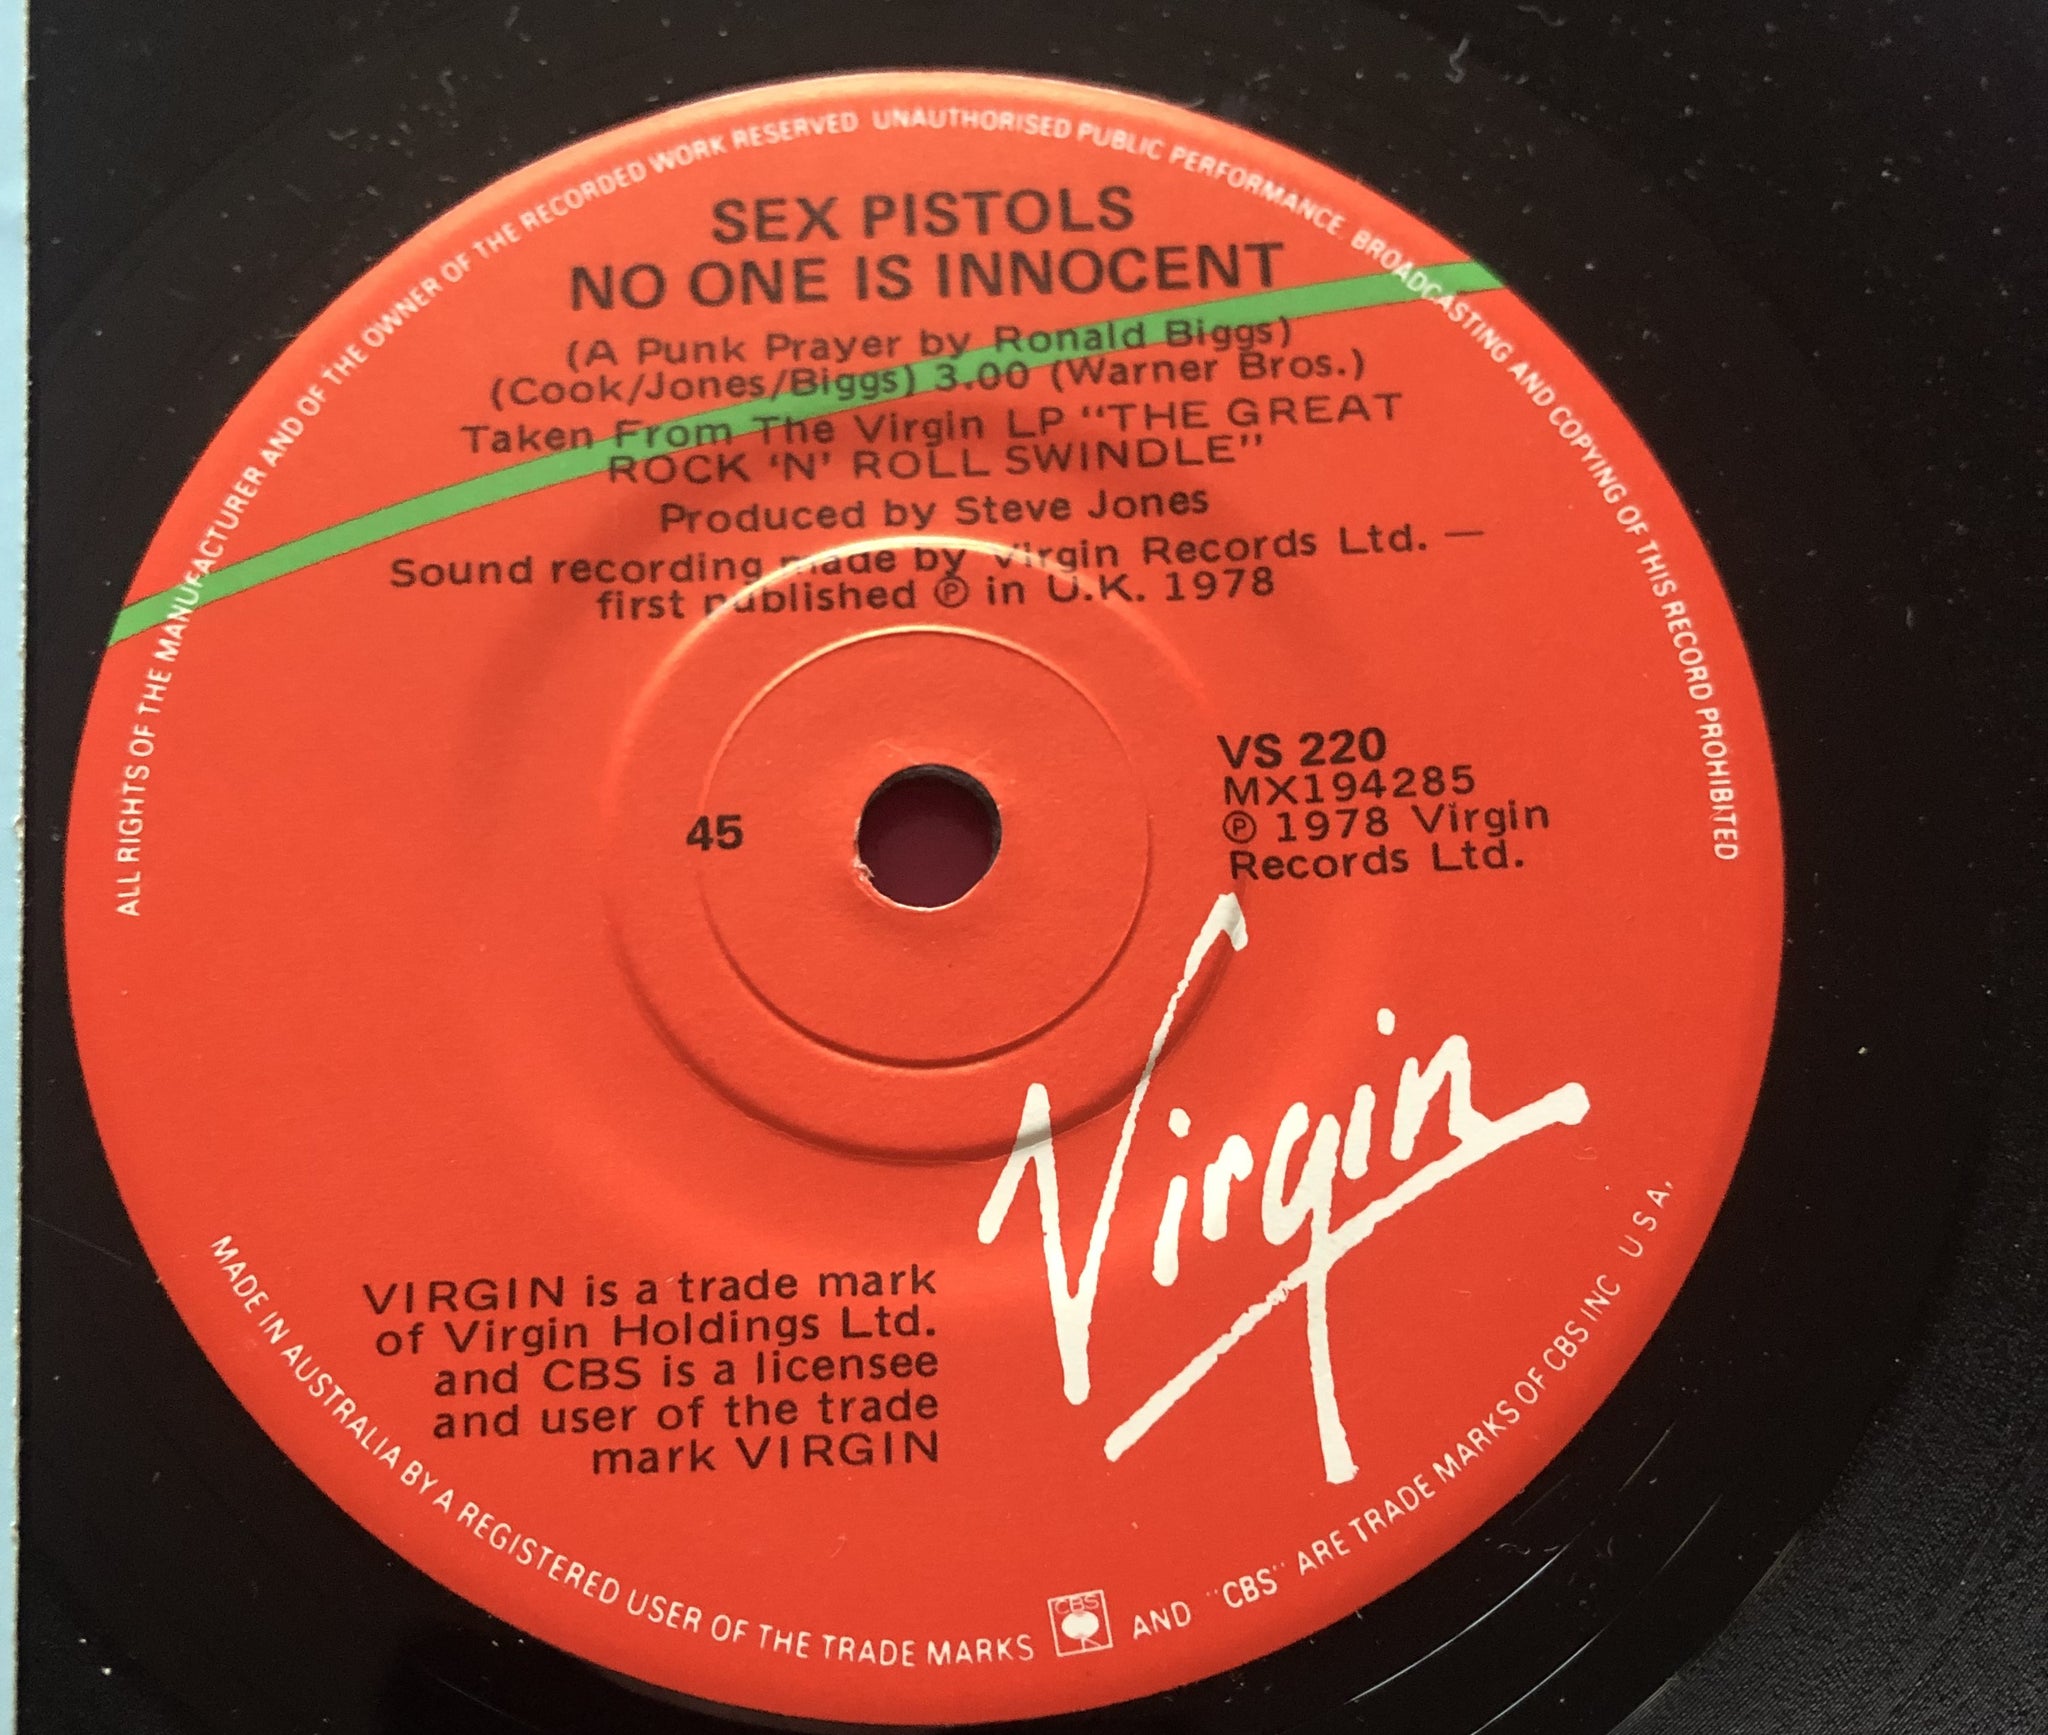 ALL RIGHTS OF THE MANUFACTURER AND OF THE OWNER OF THE RECORDED WORK RESERVED UNAUTHORISED PUBLIC PERFORMANCE. BROADCASTING AND COPYING OF THIS RECORD PROHIBITED
SEX PISTOLS
NO ONE IS INNOCENT
(A Punk Prayer by Ronald Biggs)
(Cook/Jones/Biggs) 3.00 (Warner Bros.)
Taken From The Virgin LP "THE GREAT
ROCK 'N' ROLL SWINDLE"
Produced by Steve Jones
Sound recording made by Virgin Records Ltd. —
first published ℗ in U.K. 1978
45
VS 220
MX194285
℗ 1978 Virgin
Records Ltd.
Virgin
VIRGIN is a trade mark
of Virgin Holdings Ltd.
and CBS is a licensee
and user of the trade
mark VIRGIN
MADE IN AUSTRALIA BY A REGISTERED USER OF THE TRADE MARKS CBS AND "CBS" ARE TRADE MARKS OF CBS INC U S A.